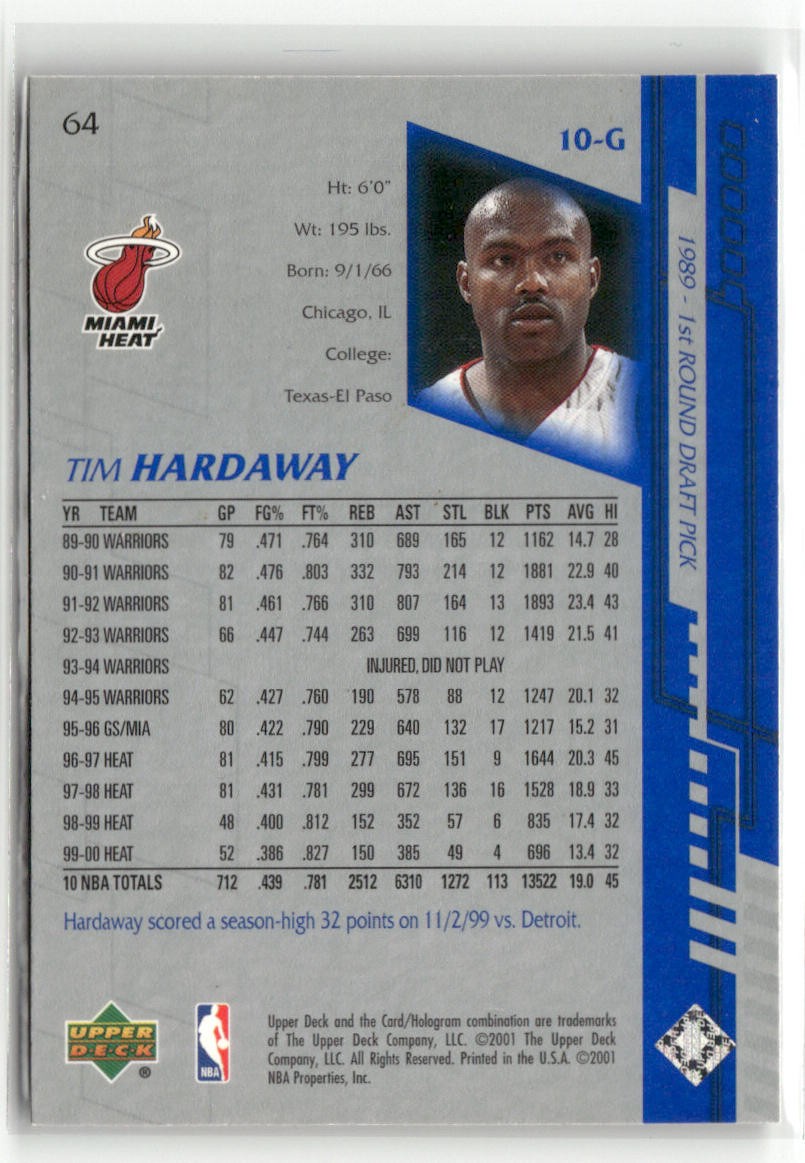 64
10-G
Ht: 6'0"
Wt: 195 lbs.
Born: 9/1/66
Chicago, IL
College:
Texas-El Paso
MIAMI
HEAT
1989 - 1st ROUND DRAFT PICK
TIM HARDAWAY
YR TEAM GP FG% FT% REB AST STL BLK PTS AVG HI
89-90 WARRIORS 79 .471 .764 310 689 165 12 1162 14.7 28
90-91 WARRIORS 82 .476 .803 332 793 214 12 1881 22.9 40
91-92 WARRIORS 81 .461 .766 310 807 164 13 1893 23.4 43
92-93 WARRIORS 66 .447 .744 263 699 116 12 1419 21.5 41
93-94 WARRIORS INJURED, DID NOT PLAY
94-95 WARRIORS 62 .427 .760 190 578 88 12 1247 20.1 32
95-96 GS/MIA 80 .422 .790 229 640 132 17 1217 15.2 31
96-97 HEAT 81 .415 .799 277 695 151 9 1644 20.3 45
97-98 HEAT 81 .431 .781 299 672 136 16 1528 18.9 33
98-99 HEAT 48 .400 .812 152 352 57 6 835 17.4 32
99-00 HEAT 52 .386 .827 150 385 49 4 696 13.4 32
10 NBA TOTALS 712 .439 .781 2512 6310 1272 113 13522 19.0 45
Hardaway scored a season-high 32 points on 11/2/99 vs. Detroit.
UPPER
DECK
®
NBA
Upper Deck and the Card/Hologram combination are trademarks
of The Upper Deck Company, LLC. ©2001 The Upper Deck
Company, LLC. All Rights Reserved. Printed in the U.S.A. ©2001
NBA Properties, Inc.